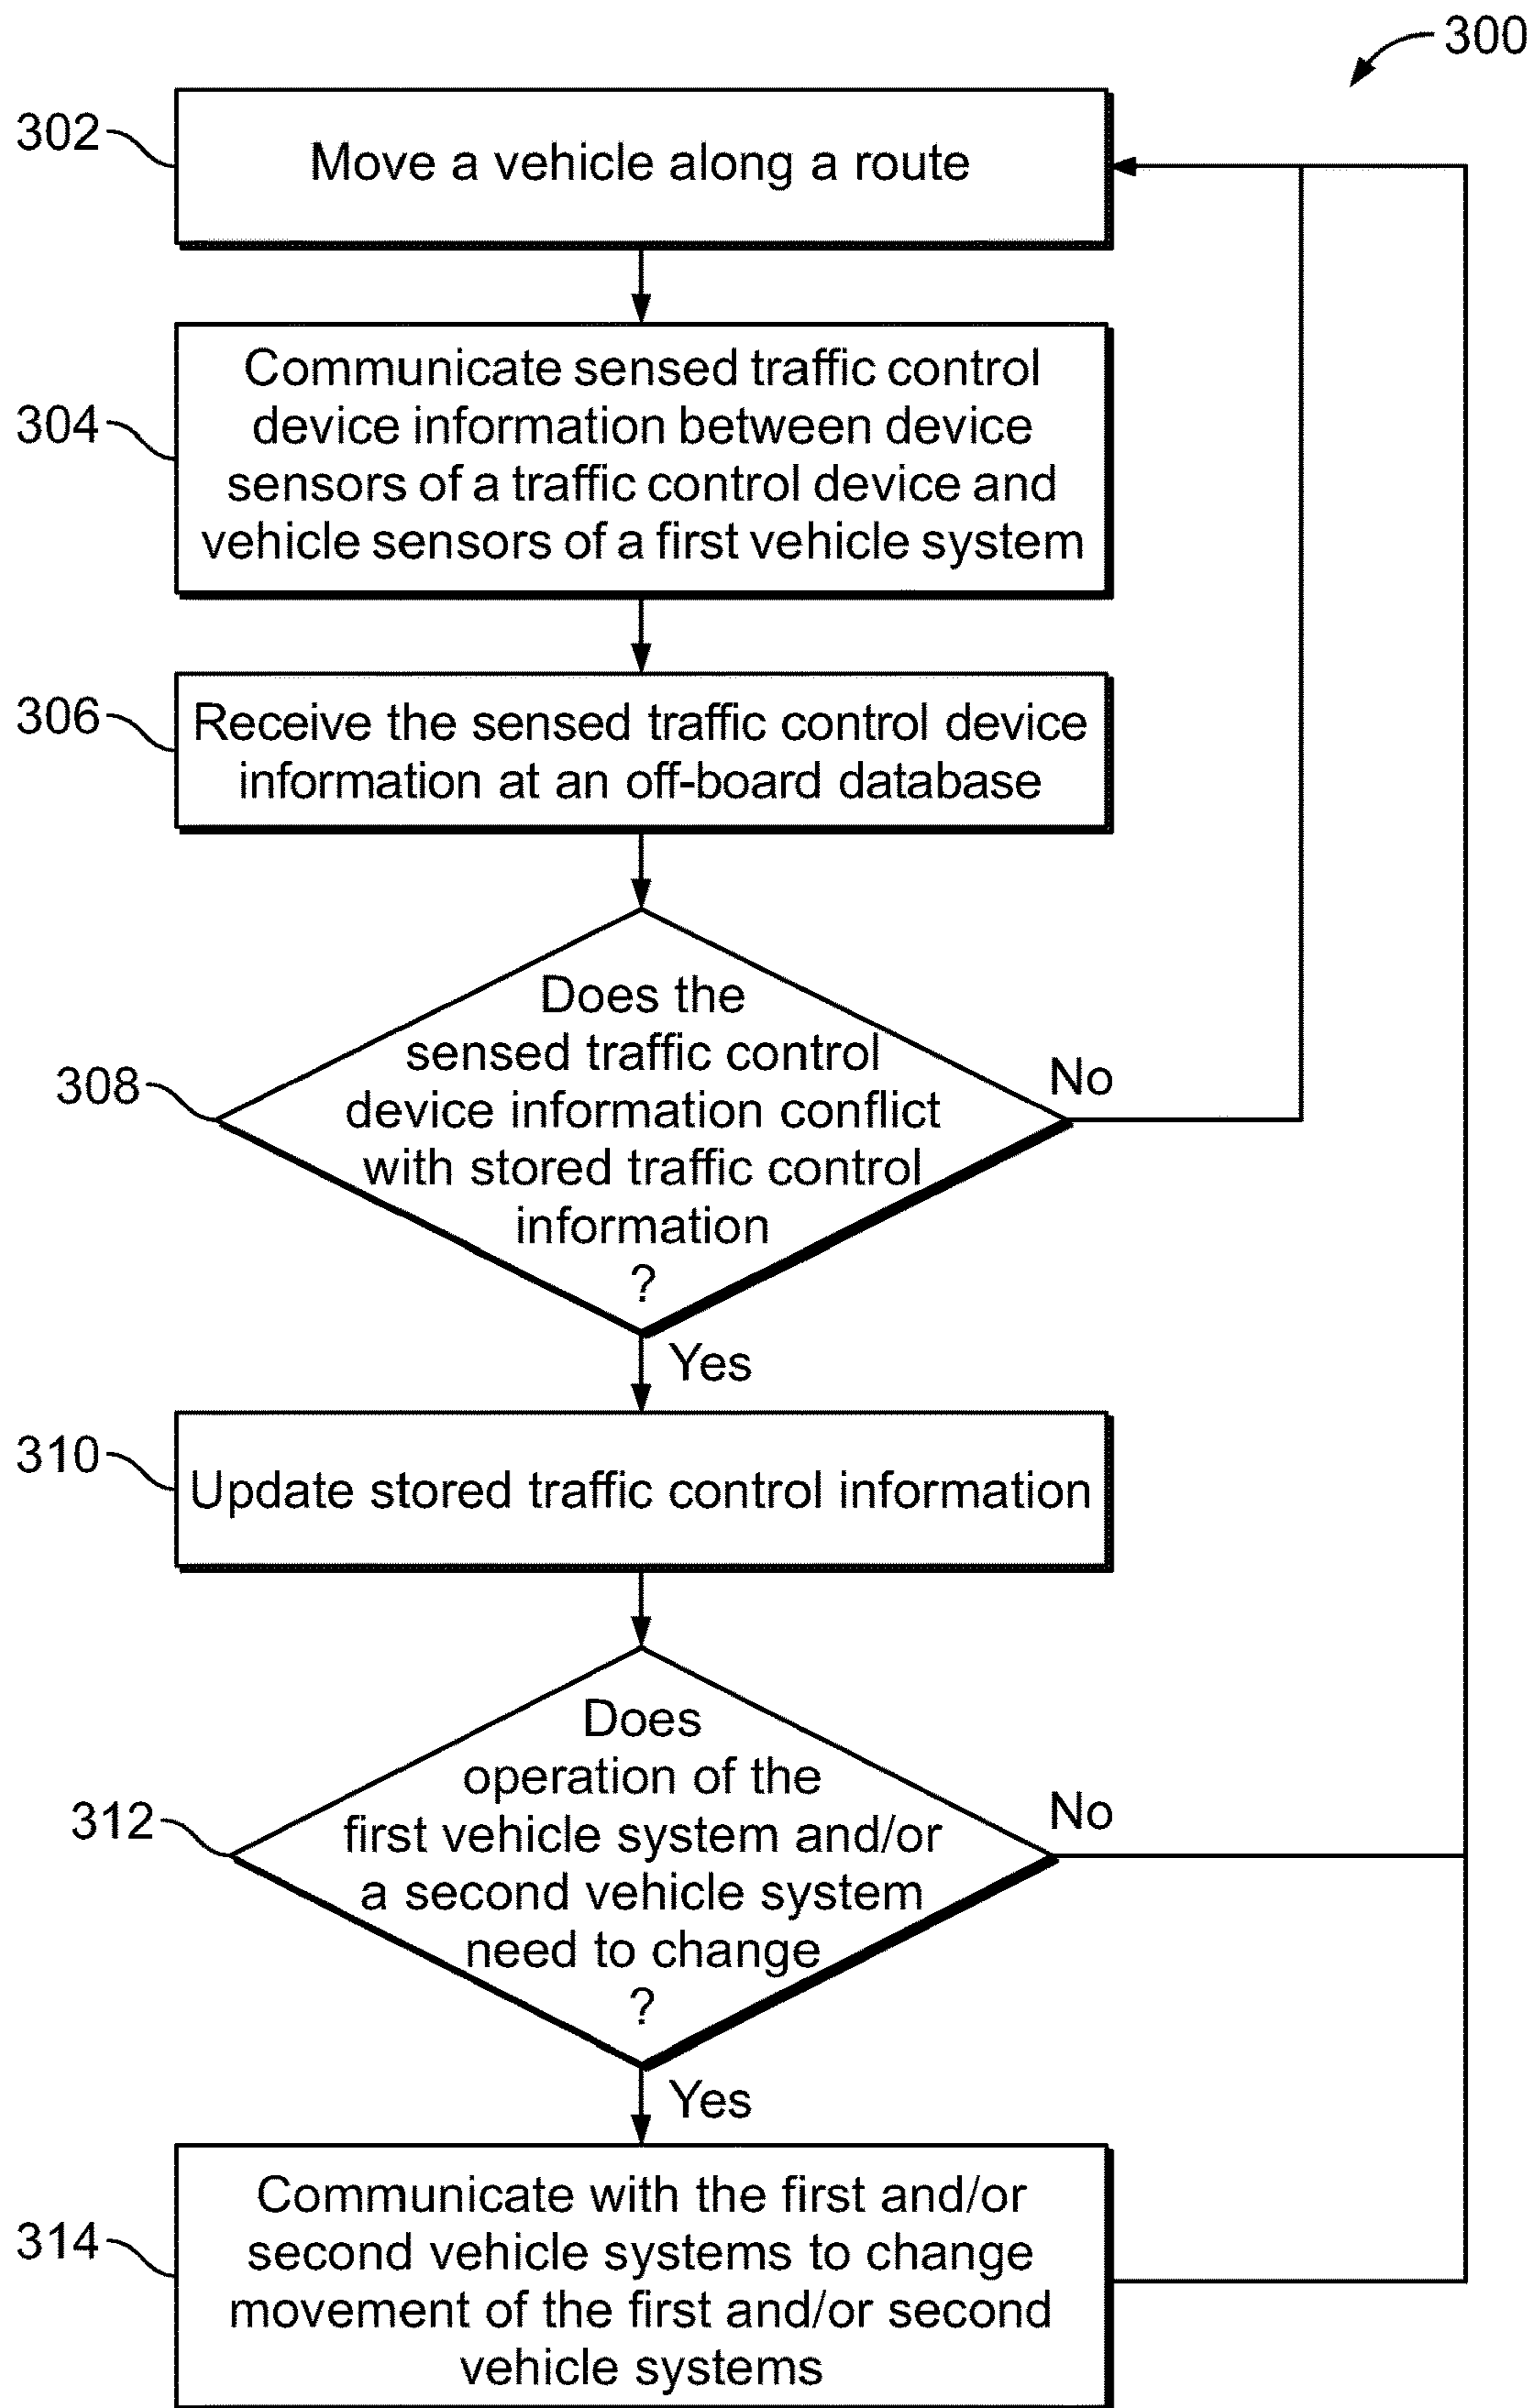 300
302
Move a vehicle along a route
304
Communicate sensed traffic control
device information between device
sensors of a traffic control device and
vehicle sensors of a first vehicle system
306
Receive the sensed traffic control device
information at an off-board database
308
Does the
sensed traffic control
device information conflict
with stored traffic control
information
?
No
Yes
310
Update stored traffic control information
312
Does
operation of the
first vehicle system and/or
a second vehicle system
need to change
?
No
Yes
314
Communicate with the first and/or
second vehicle systems to change
movement of the first and/or second
vehicle systems